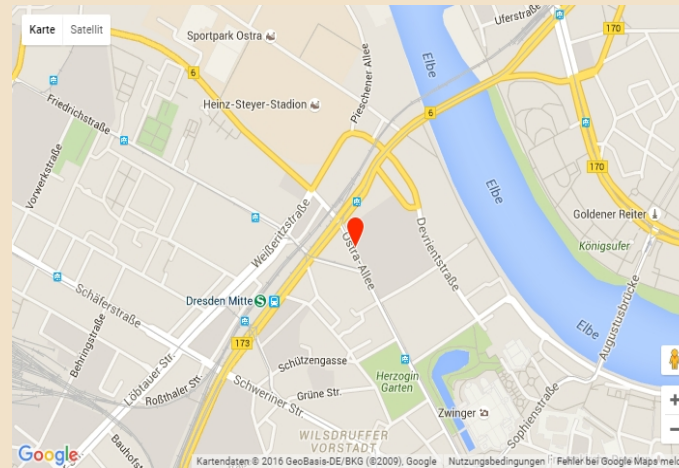 Karte
Satellit
Sportpark Ostra
Uferstraße
170
Elbe
Pieschener Allee
6
Friedrichstraße
Heinz-Steyer-Stadion
6
Vorwerkstraße
170
Elbe
Weißeritzstraße
Goldener Reiter
Devrientstraße
Königsufer
Ostra-Allee
Schäferstraße
Dresden Mitte
S
Augustusbrücke
Elbe
Behringstraße
173
Schützengasse
Löbtauer Str.
Roßthaler Str.
Herzogin
Garten
Schweriner Str.
Grüne Str.
Zwinger
Sophienstraße
WILSDRUFFER
VORSTADT
Google
Kartendaten © 2016 GeoBasis-DE/BKG (©2009), Google
Nutzungsbedingungen
Fehler bei Google Maps meld